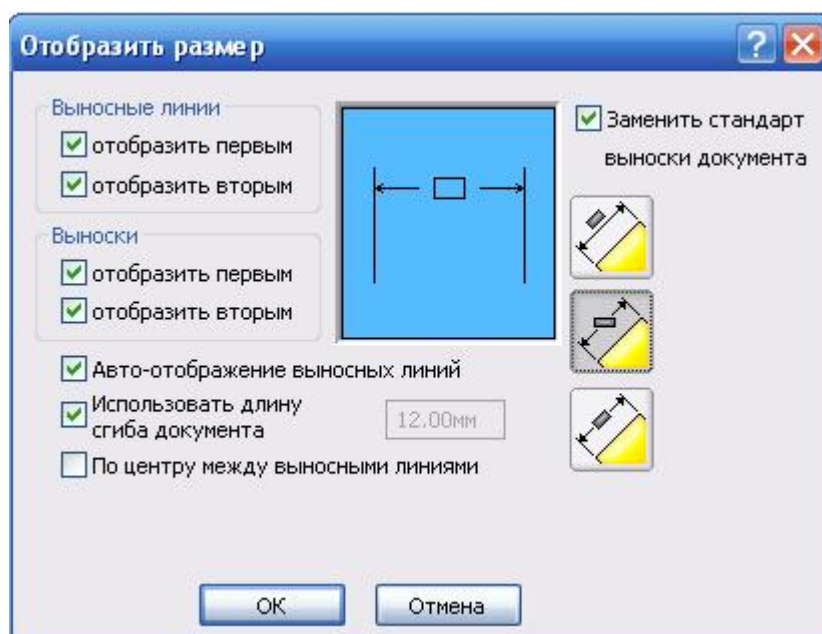 Отобразить размер
Выносные линии
отобразить первым
отобразить вторым
Выноски
отобразить первым
отобразить вторым
Авто-отображение выносных линий
Использовать длину
сгиба документа
12.00мм
По центру между выносными линиями
Заменить стандарт
выноски документа
ОК
Отмена